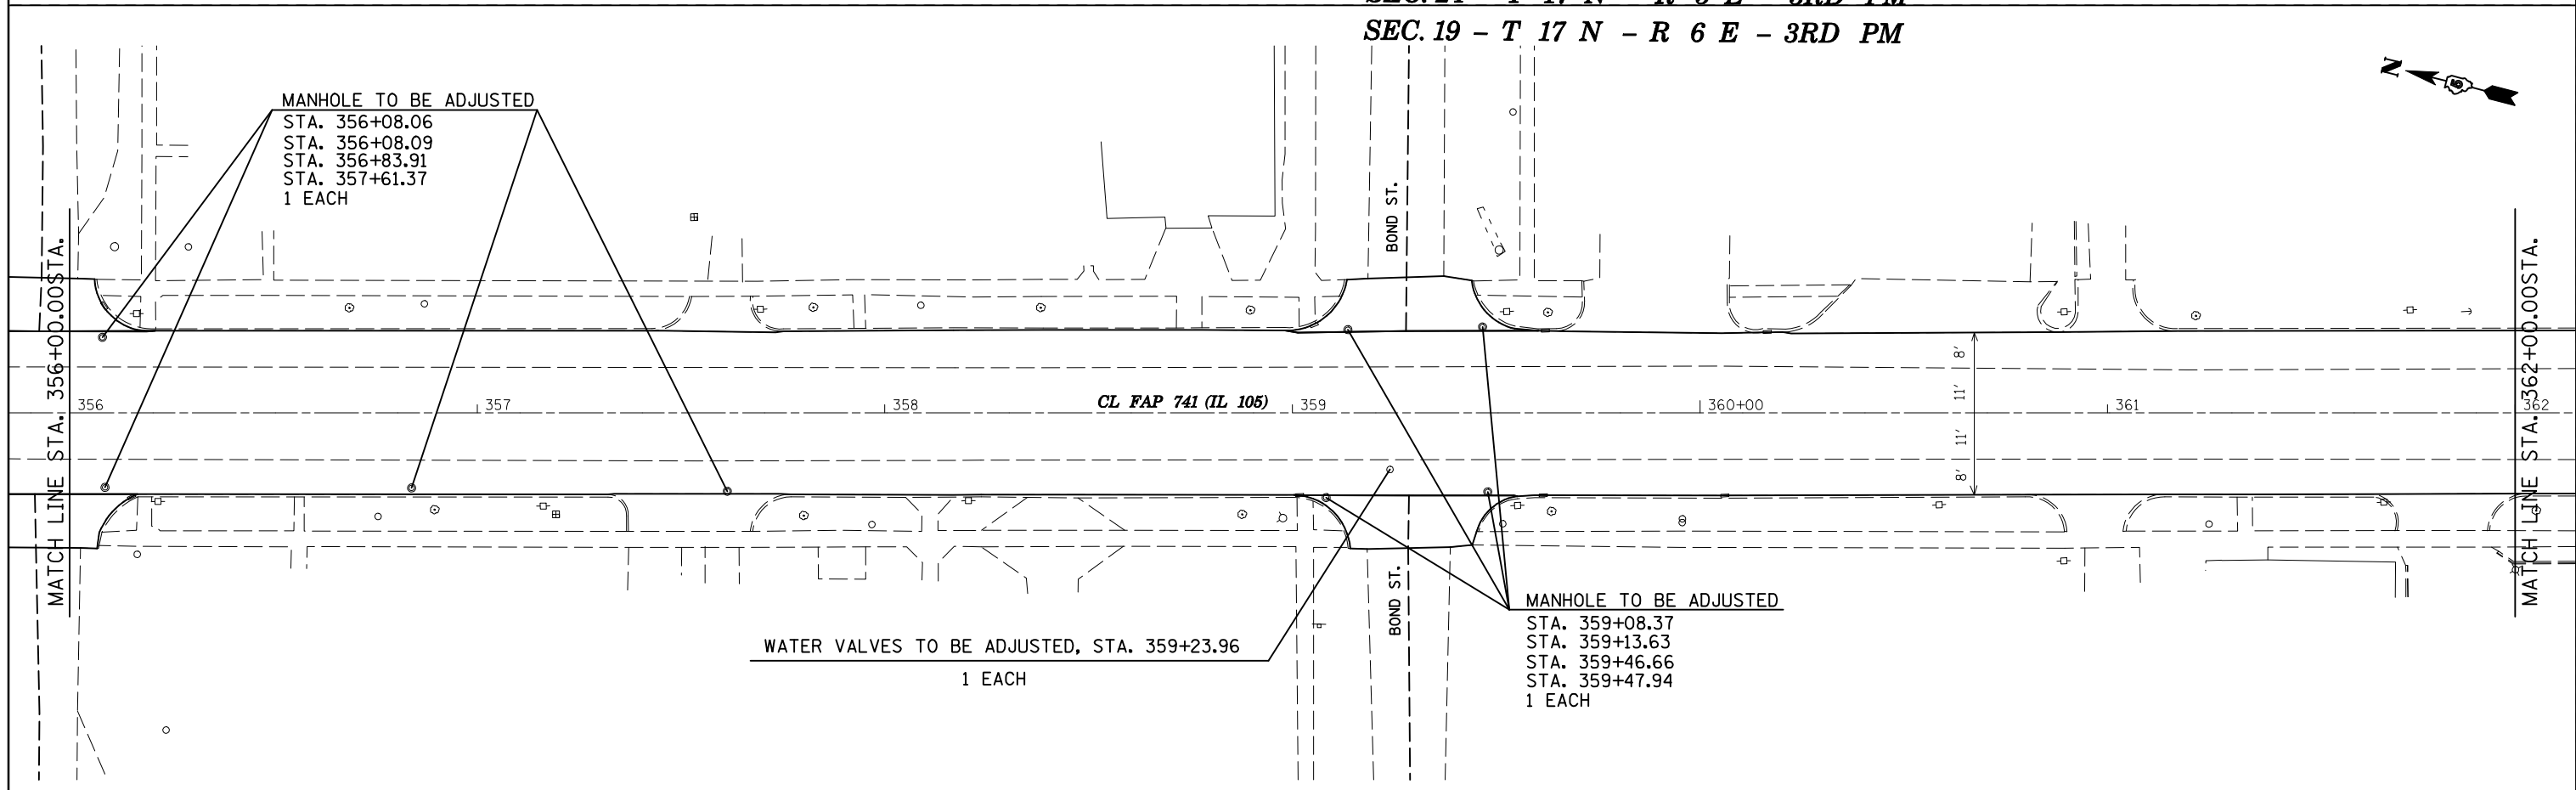 SEC. 19 – T 17 N – R 6 E – 3RD PM
N
5
MANHOLE TO BE ADJUSTED
STA. 356+08.06
STA. 356+08.09
STA. 356+83.91
STA. 357+61.37
1 EACH
BOND ST.
MATCH LINE STA. 356+00.00STA.
MATCH LINE STA. 362+00.00STA.
8'
11'
11'
8'
356
357
358
CL FAP 741 (IL 105)
359
360+00
361
362
BOND ST.
WATER VALVES TO BE ADJUSTED, STA. 359+23.96
1 EACH
MANHOLE TO BE ADJUSTED
STA. 359+08.37
STA. 359+13.63
STA. 359+46.66
STA. 359+47.94
1 EACH